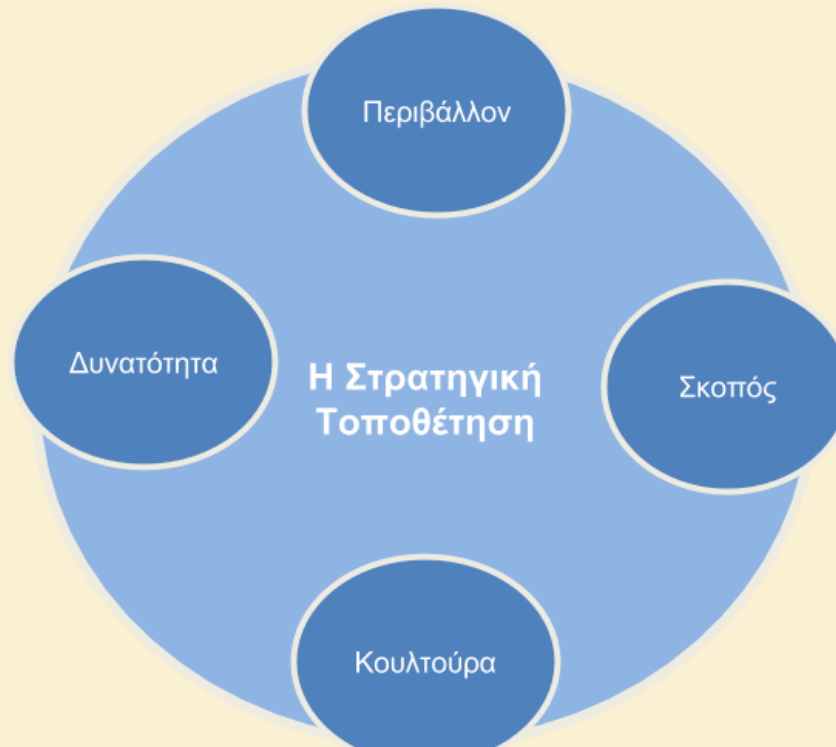 Περιβάλλον
Δυνατότητα
Η Στρατηγική
Τοποθέτηση
Σκοπός
Κουλτούρα